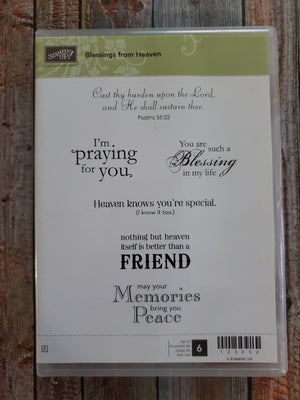 STAMPIN' UP!
Blessings from Heaven
Cast thy burden upon the Lord,
and He shall sustain thee.
Psalms 55:22
I'm
praying
for you.
You are
such a
Blessing
in my life
Heaven knows you're special.
(I know it too.)
nothing but heaven
itself is better than a
FRIEND
may your
Memories
bring you
Peace
Set of
6